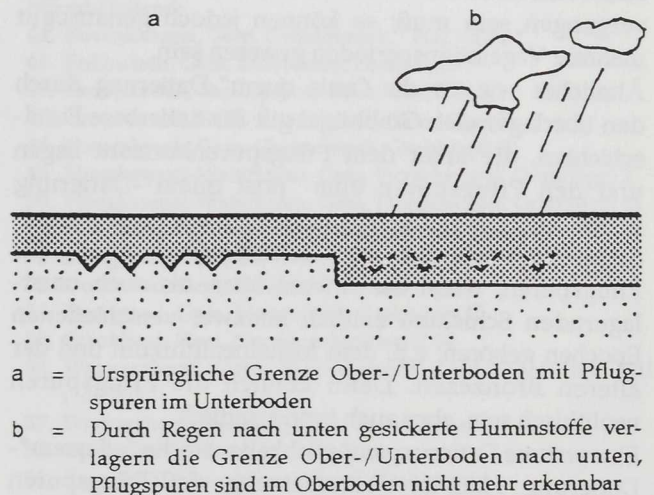 a
b
a = Ursprüngliche Grenze Ober-/Unterboden mit Pflug-
spuren im Unterboden
b = Durch Regen nach unten gesickerte Huminstoffe ver-
lagern die Grenze Ober-/Unterboden nach unten,
Pflugspuren sind im Oberboden nicht mehr erkennbar